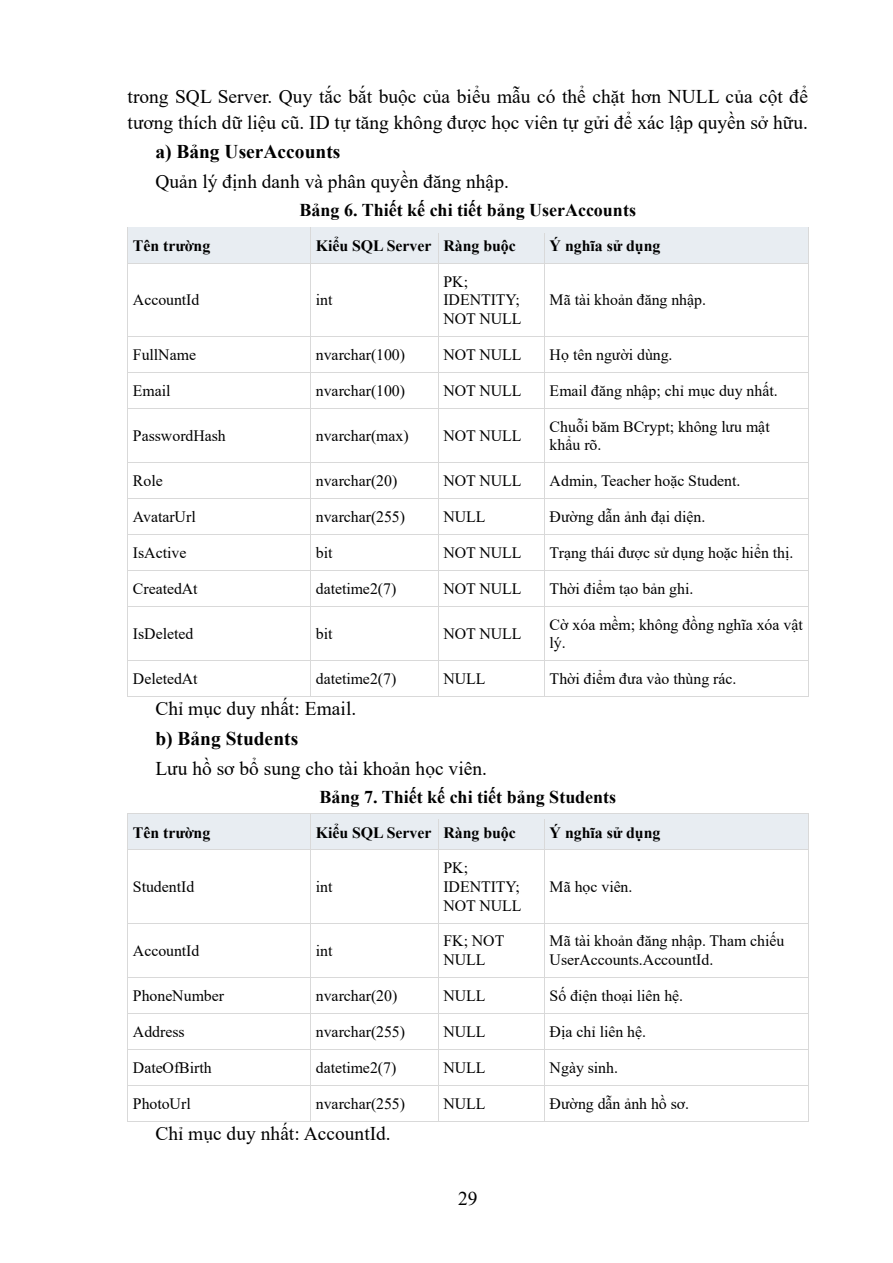 trong SQL Server. Quy tắc bắt buộc của biểu mẫu có thể chặt hơn NULL của cột để
tương thích dữ liệu cũ. ID tự tăng không được học viên tự gửi để xác lập quyền sở hữu.
a) Bảng UserAccounts
Quản lý định danh và phân quyền đăng nhập.
Bảng 6. Thiết kế chi tiết bảng UserAccounts
Tên trường Kiểu SQL Server Ràng buộc Ý nghĩa sử dụng
PK;
AccountId int IDENTITY; Mã tài khoản đăng nhập.
NOT NULL
FullName nvarchar(100) NOT NULL Họ tên người dùng.
Email nvarchar(100) NOT NULL Email đăng nhập; chỉ mục duy nhất.
PasswordHash nvarchar(max) NOT NULL Chuỗi băm BCrypt; không lưu mật
khẩu rõ.
Role nvarchar(20) NOT NULL Admin, Teacher hoặc Student.
AvatarUrl nvarchar(255) NULL Đường dẫn ảnh đại diện.
IsActive bit NOT NULL Trạng thái được sử dụng hoặc hiển thị.
CreatedAt datetime2(7) NOT NULL Thời điểm tạo bản ghi.
IsDeleted bit NOT NULL Cờ xóa mềm; không đồng nghĩa xóa vật
lý.
DeletedAt datetime2(7) NULL Thời điểm đưa vào thùng rác.
Chỉ mục duy nhất: Email.
b) Bảng Students
Lưu hồ sơ bổ sung cho tài khoản học viên.
Bảng 7. Thiết kế chi tiết bảng Students
Tên trường Kiểu SQL Server Ràng buộc Ý nghĩa sử dụng
PK;
StudentId int IDENTITY; Mã học viên.
NOT NULL
AccountId int FK; NOT Mã tài khoản đăng nhập. Tham chiếu
NULL UserAccounts.AccountId.
PhoneNumber nvarchar(20) NULL Số điện thoại liên hệ.
Address nvarchar(255) NULL Địa chỉ liên hệ.
DateOfBirth datetime2(7) NULL Ngày sinh.
PhotoUrl nvarchar(255) NULL Đường dẫn ảnh hồ sơ.
Chỉ mục duy nhất: AccountId.
29